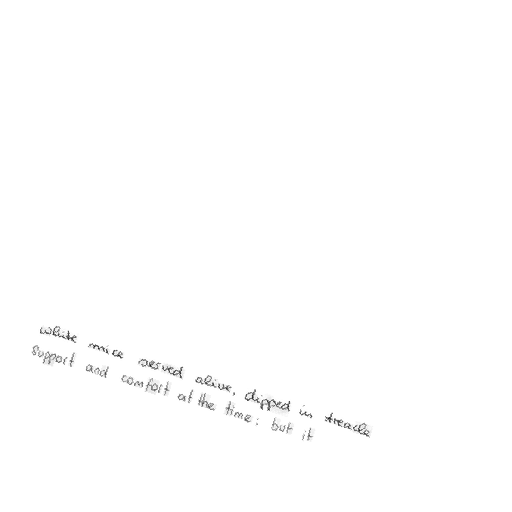 white mice served alive, dipped in treacle
support and comfort at the time: but it